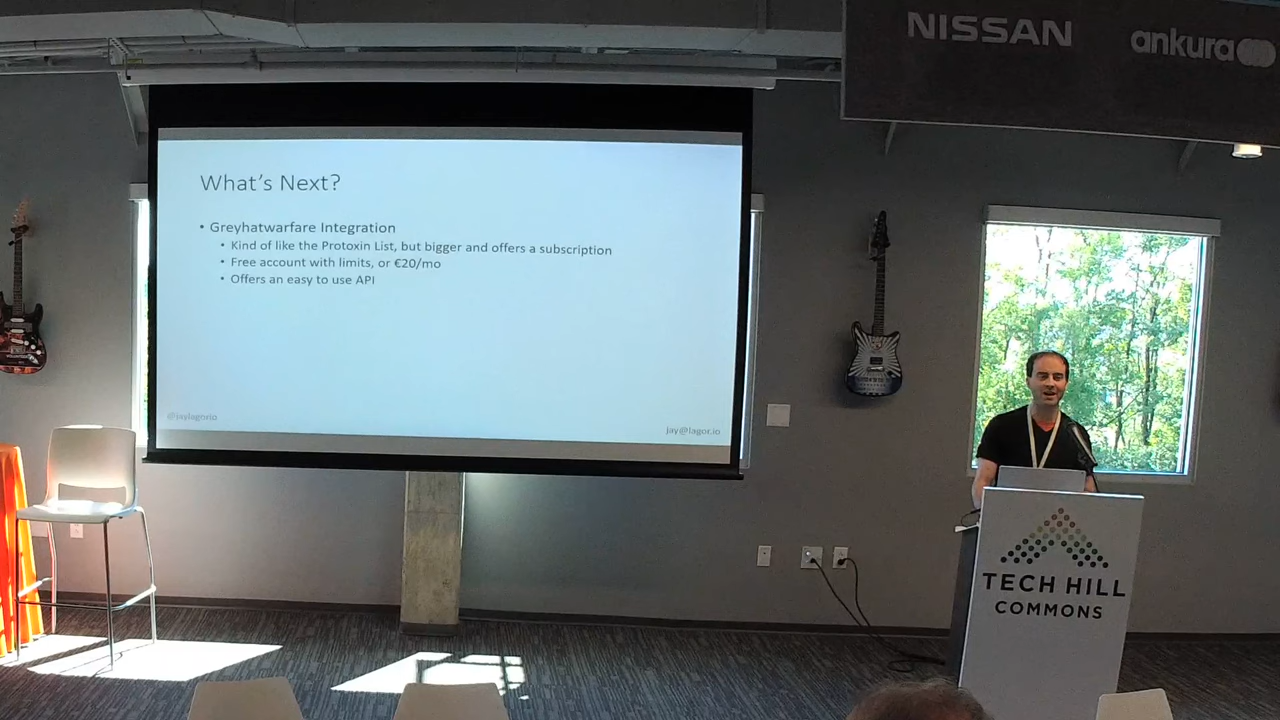 NISSAN
ankura
What's Next?
• Greyhatwarfare Integration
• Kind of like the Protoxin List, but bigger and offers a subscription
• Free account with limits, or €20/mo
• Offers an easy to use API
@jaylagorio
jay@lagor.io
TECH HILL
COMMONS